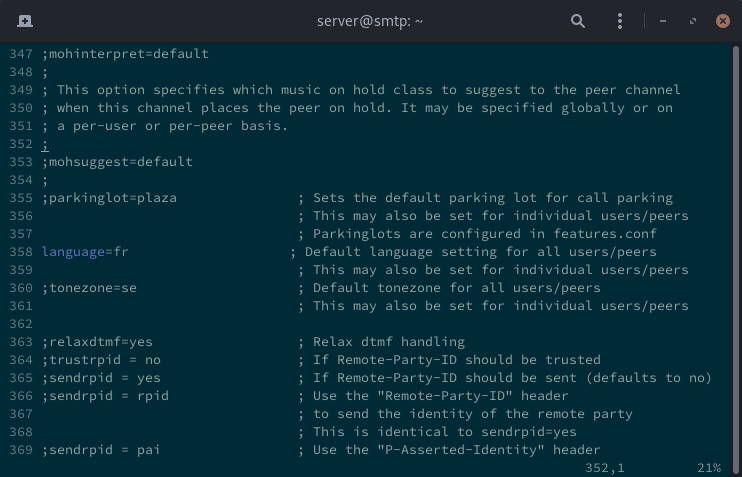 server@smtp: ~
347 ;mohinterpret=default
348 ;
349 ; This option specifies which music on hold class to suggest to the peer channel
350 ; when this channel places the peer on hold. It may be specified globally or on
351 ; a per-user or per-peer basis.
352 ;
353 ;mohsuggest=default
354 ;
355 ;parkinglot=plaza ; Sets the default parking lot for call parking
356 ; This may also be set for individual users/peers
357 ; Parkinglots are configured in features.conf
358 language=fr ; Default language setting for all users/peers
359 ; This may also be set for individual users/peers
360 ;tonezone=se ; Default tonezone for all users/peers
361 ; This may also be set for individual users/peers
362
363 ;relaxdtmf=yes ; Relax dtmf handling
364 ;trustrpid = no ; If Remote-Party-ID should be trusted
365 ;sendrpid = yes ; If Remote-Party-ID should be sent (defaults to no)
366 ;sendrpid = rpid ; Use the "Remote-Party-ID" header
367 ; to send the identity of the remote party
368 ; This is identical to sendrpid=yes
369 ;sendrpid = pai ; Use the "P-Asserted-Identity" header
352,1 21%